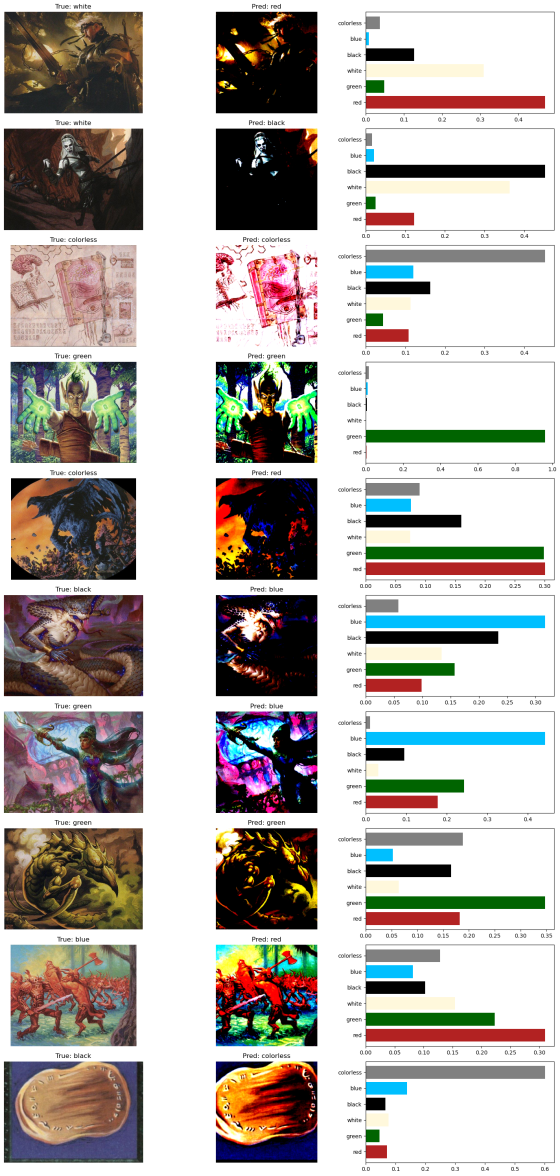 True: white
Pred: red
colorless
blue
black
white
green
red
0.0 0.1 0.2 0.3 0.4
True: white
Pred: black
colorless
blue
black
white
green
red
0.0 0.1 0.2 0.3 0.4
True: colorless
Pred: colorless
colorless
blue
black
white
green
red
0.0 0.1 0.2 0.3 0.4
True: green
Pred: green
colorless
blue
black
white
green
red
0.0 0.2 0.4 0.6 0.8 1.0
True: colorless
Pred: red
colorless
blue
black
white
green
red
0.00 0.05 0.10 0.15 0.20 0.25 0.30
True: black
Pred: blue
colorless
blue
black
white
green
red
0.00 0.05 0.10 0.15 0.20 0.25 0.30
True: green
Pred: blue
colorless
blue
black
white
green
red
0.0 0.1 0.2 0.3 0.4
True: green
Pred: green
colorless
blue
black
white
green
red
0.00 0.05 0.10 0.15 0.20 0.25 0.30 0.35
True: blue
Pred: red
colorless
blue
black
white
green
red
0.00 0.05 0.10 0.15 0.20 0.25 0.30
True: black
Pred: colorless
colorless
blue
black
white
green
red
0.0 0.1 0.2 0.3 0.4 0.5 0.6